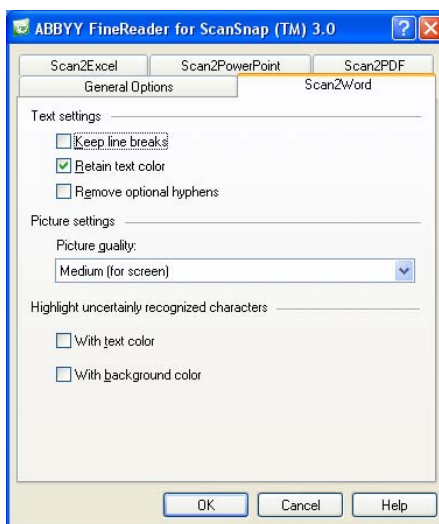 ABBYY FineReader for ScanSnap (TM) 3.0
Scan2Excel Scan2PowerPoint Scan2PDF
General Options Scan2Word
Text settings
Keep line breaks
Retain text color
Remove optional hyphens
Picture settings
Picture quality:
Medium (for screen)
Highlight uncertainly recognized characters
With text color
With background color
OK Cancel Help